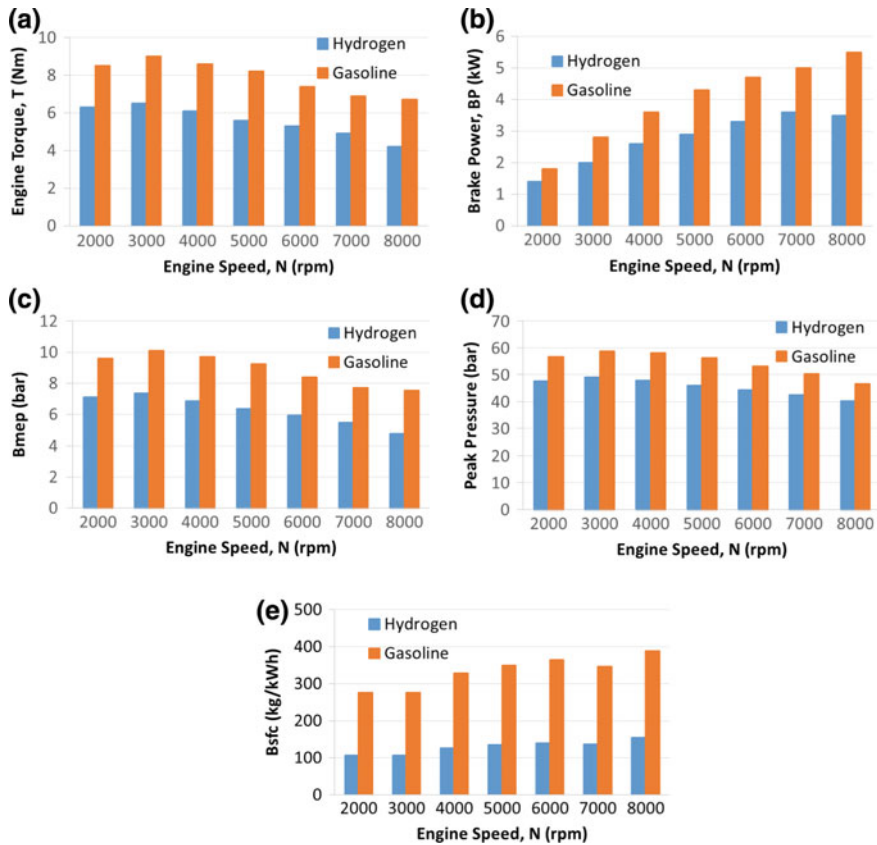 (a)
Engine Torque, T (Nm)
10
8
6
4
2
0
Hydrogen
Gasoline
2000 3000 4000 5000 6000 7000 8000
Engine Speed, N (rpm)
(b)
Brake Power, BP (kW)
6
5
4
3
2
1
0
Hydrogen
Gasoline
2000 3000 4000 5000 6000 7000 8000
Engine Speed, N (rpm)
(c)
Bmep (bar)
12
10
8
6
4
2
0
Hydrogen
Gasoline
2000 3000 4000 5000 6000 7000 8000
Engine Speed, N (rpm)
(d)
Peak Pressure (bar)
70
60
50
40
30
20
10
0
Hydrogen
Gasoline
2000 3000 4000 5000 6000 7000 8000
Engine Speed, N (rpm)
(e)
Bsfc (kg/kWh)
500
400
300
200
100
0
Hydrogen
Gasoline
2000 3000 4000 5000 6000 7000 8000
Engine Speed, N (rpm)